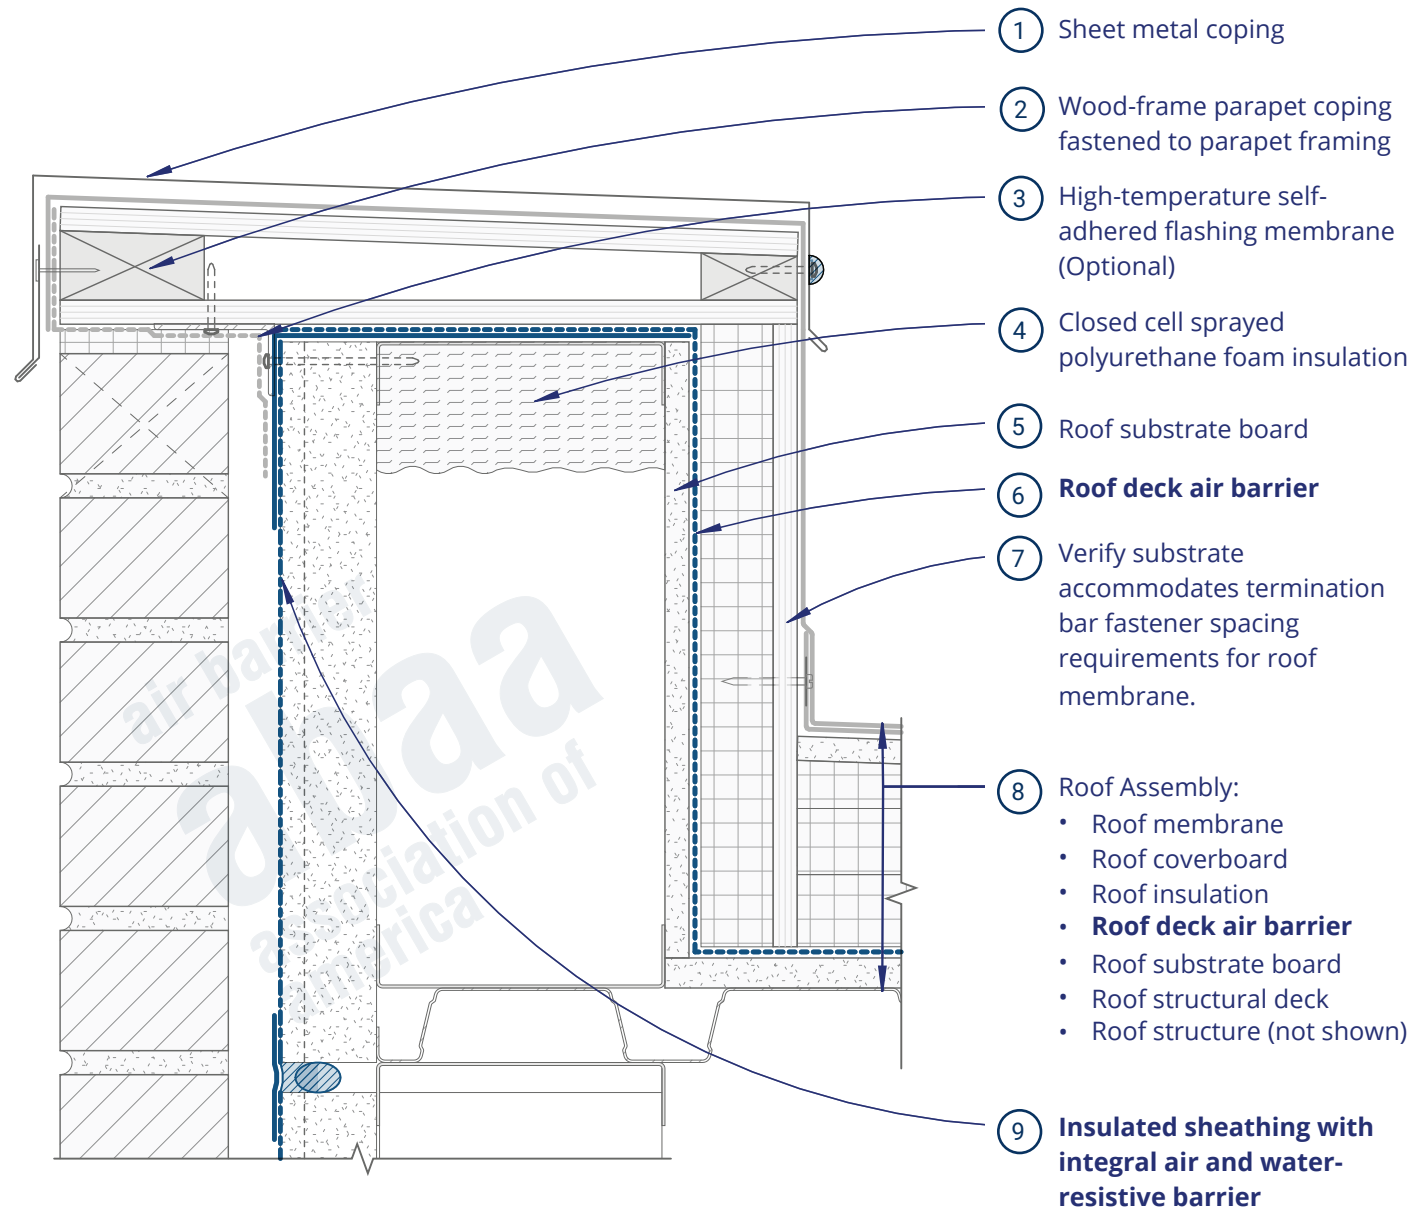 1 Sheet metal coping
2 Wood-frame parapet coping
fastened to parapet framing
3 High-temperature self-
adhered flashing membrane
(Optional)
4 Closed cell sprayed
polyurethane foam insulation
5 Roof substrate board
6 Roof deck air barrier
7 Verify substrate
accommodates termination
bar fastener spacing
requirements for roof
membrane.
8 Roof Assembly:
• Roof membrane
• Roof coverboard
• Roof insulation
• Roof deck air barrier
• Roof substrate board
• Roof structural deck
• Roof structure (not shown)
9 Insulated sheathing with
integral air and water-
resistive barrier
air barrier
abaa
association of
america